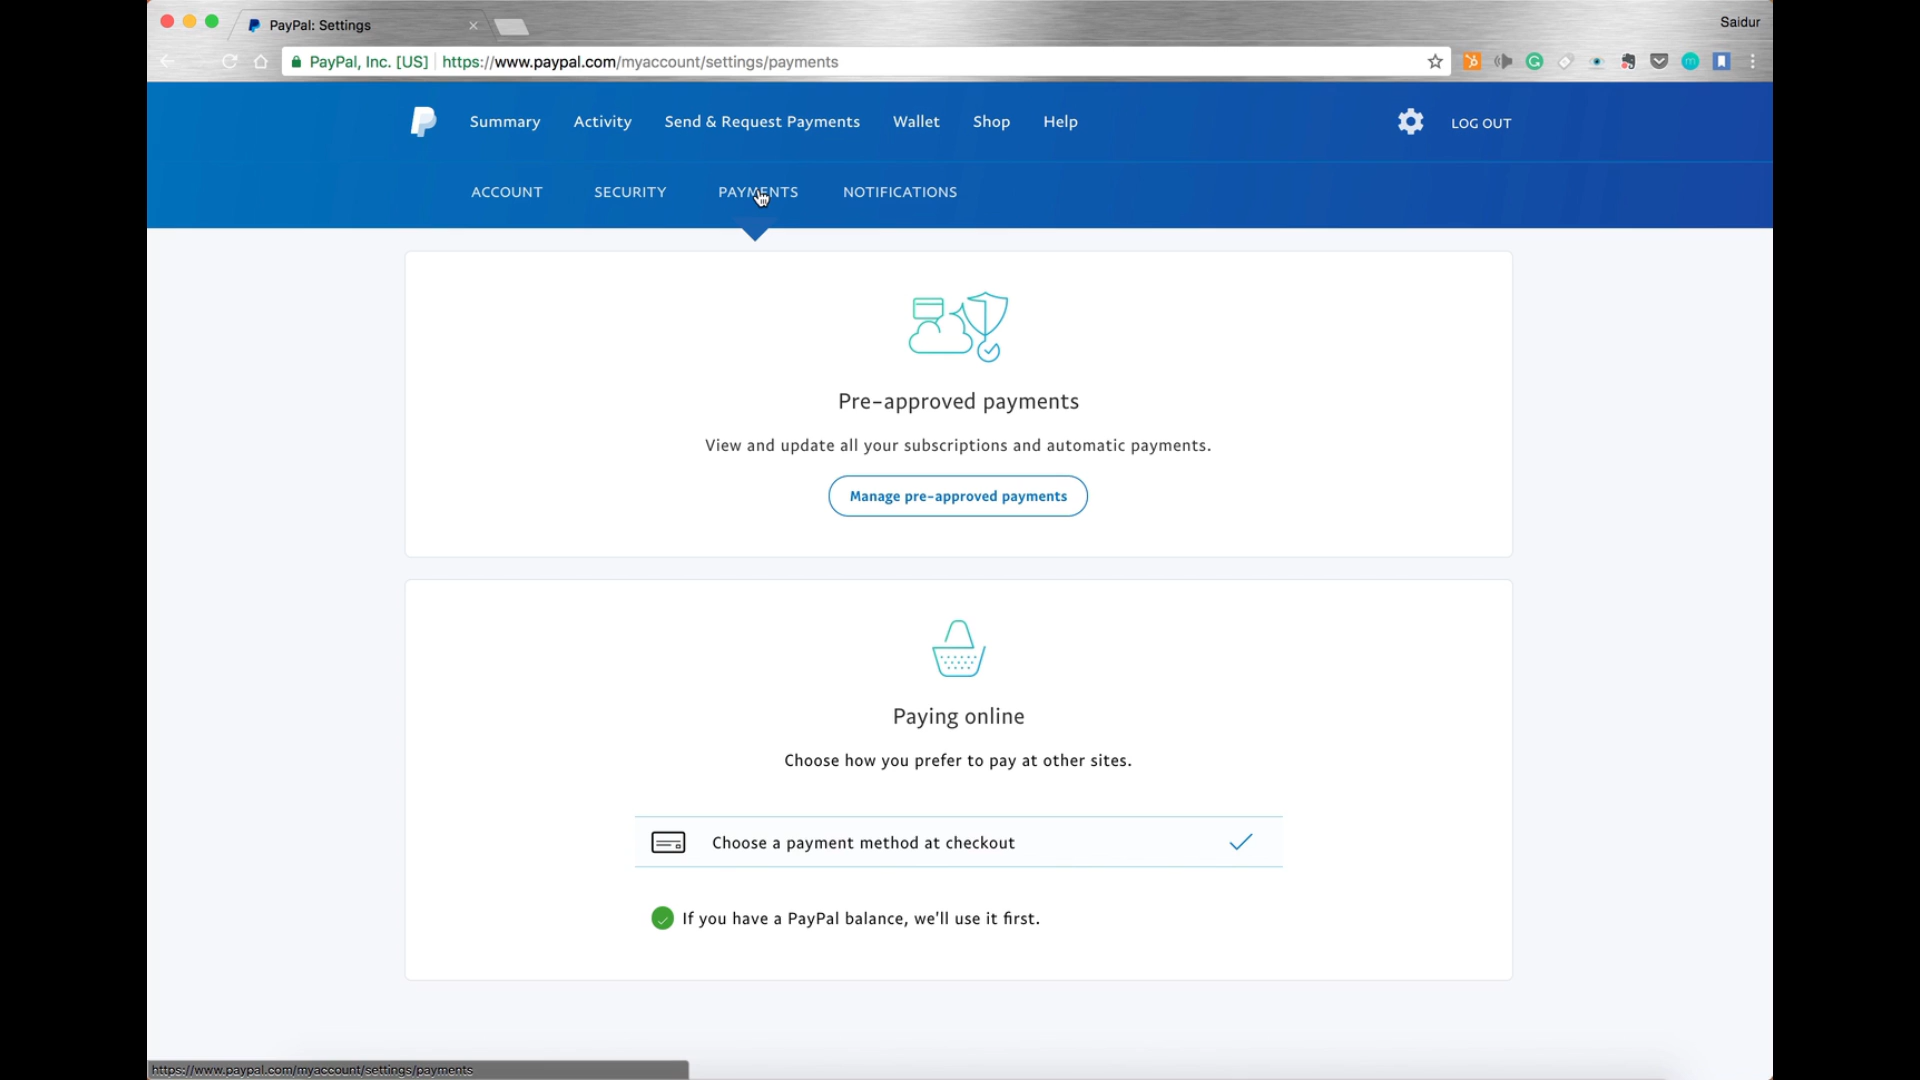 PayPal: Settings
Saidur
PayPal, Inc. [US] https://www.paypal.com/myaccount/settings/payments
Summary Activity Send & Request Payments Wallet Shop Help LOG OUT
ACCOUNT SECURITY PAYMENTS NOTIFICATIONS
Pre-approved payments
View and update all your subscriptions and automatic payments.
Manage pre-approved payments
Paying online
Choose how you prefer to pay at other sites.
Choose a payment method at checkout
If you have a PayPal balance, we'll use it first.
https://www.paypal.com/myaccount/settings/payments